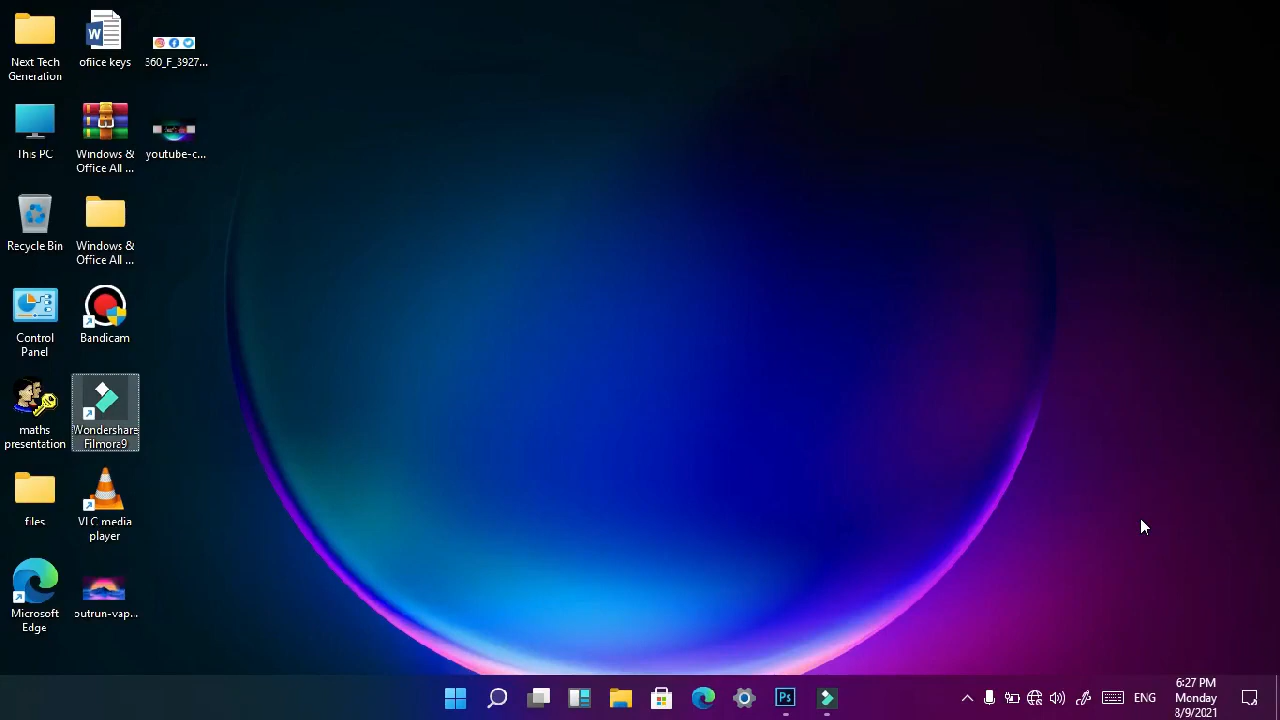 Next Tech
Generation
office keys
360_F_3927...
This PC
Windows &
Office All ...
youtube-c...
Recycle Bin
Windows &
Office All ...
Control
Panel
Bandicam
maths
presentation
Wondershare
Filmora9
files
VLC media
player
Microsoft
Edge
outrun-vap...
W
Ps
ENG
6:27 PM
Monday
8/9/2021